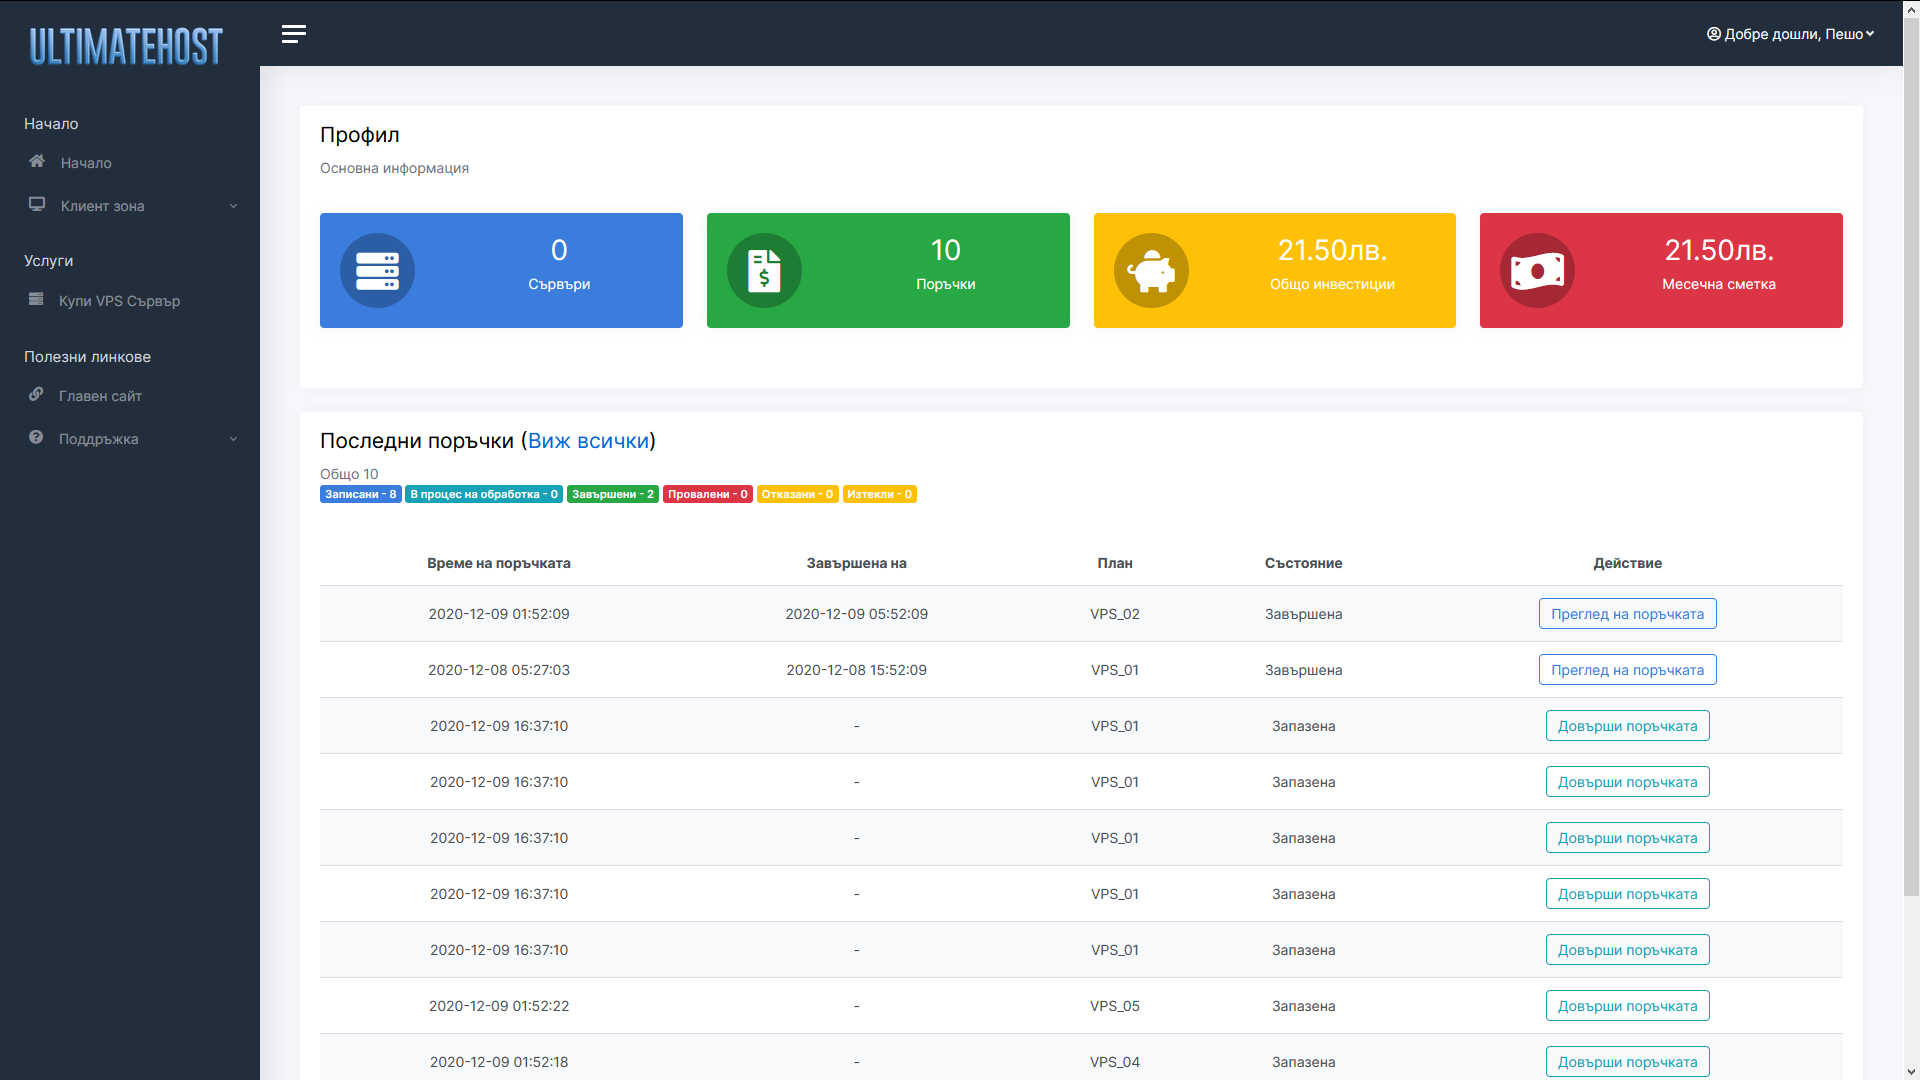 ULTIMATEHOST
Добре дошли, Пешо
Начало
Начало
Клиент зона
Услуги
Купи VPS Сървър
Полезни линкове
Главен сайт
Поддръжка
Профил
Основна информация
0
Сървъри
10
Поръчки
21.50лв.
Общо инвестиции
21.50лв.
Месечна сметка
Последни поръчки (Виж всички)
Общо 10
Записани - 8 В процес на обработка - 0 Завършени - 2 Провалени - 0 Отказани - 0 Изтекли - 0
Време на поръчката Завършена на План Състояние Действие
2020-12-09 01:52:09 2020-12-09 05:52:09 VPS_02 Завършена Преглед на поръчката
2020-12-08 05:27:03 2020-12-08 15:52:09 VPS_01 Завършена Преглед на поръчката
2020-12-09 16:37:10 - VPS_01 Запазена Довърши поръчката
2020-12-09 16:37:10 - VPS_01 Запазена Довърши поръчката
2020-12-09 16:37:10 - VPS_01 Запазена Довърши поръчката
2020-12-09 16:37:10 - VPS_01 Запазена Довърши поръчката
2020-12-09 16:37:10 - VPS_01 Запазена Довърши поръчката
2020-12-09 01:52:22 - VPS_05 Запазена Довърши поръчката
2020-12-09 01:52:18 - VPS_04 Запазена Довърши поръчката